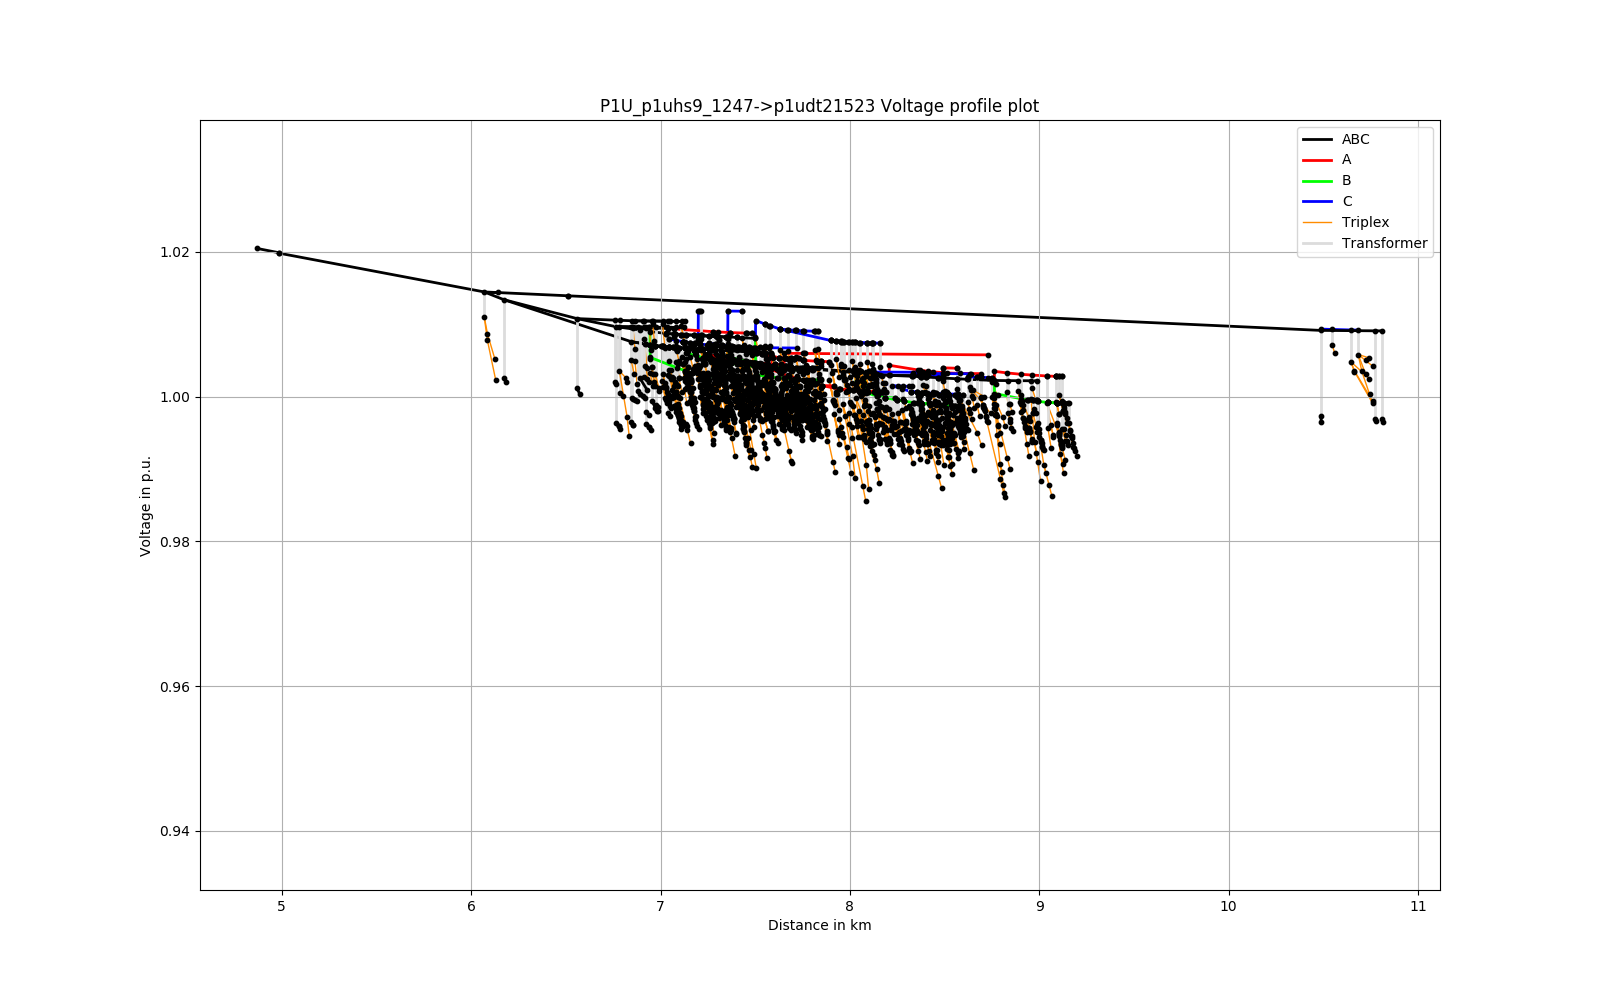 P1U_p1uhs9_1247->p1udt21523 Voltage profile plot
ABC
A
B
C
Triplex
Transformer
Voltage in p.u.
1.02
1.00
0.98
0.96
0.94
5 6 7 8 9 10 11
Distance in km